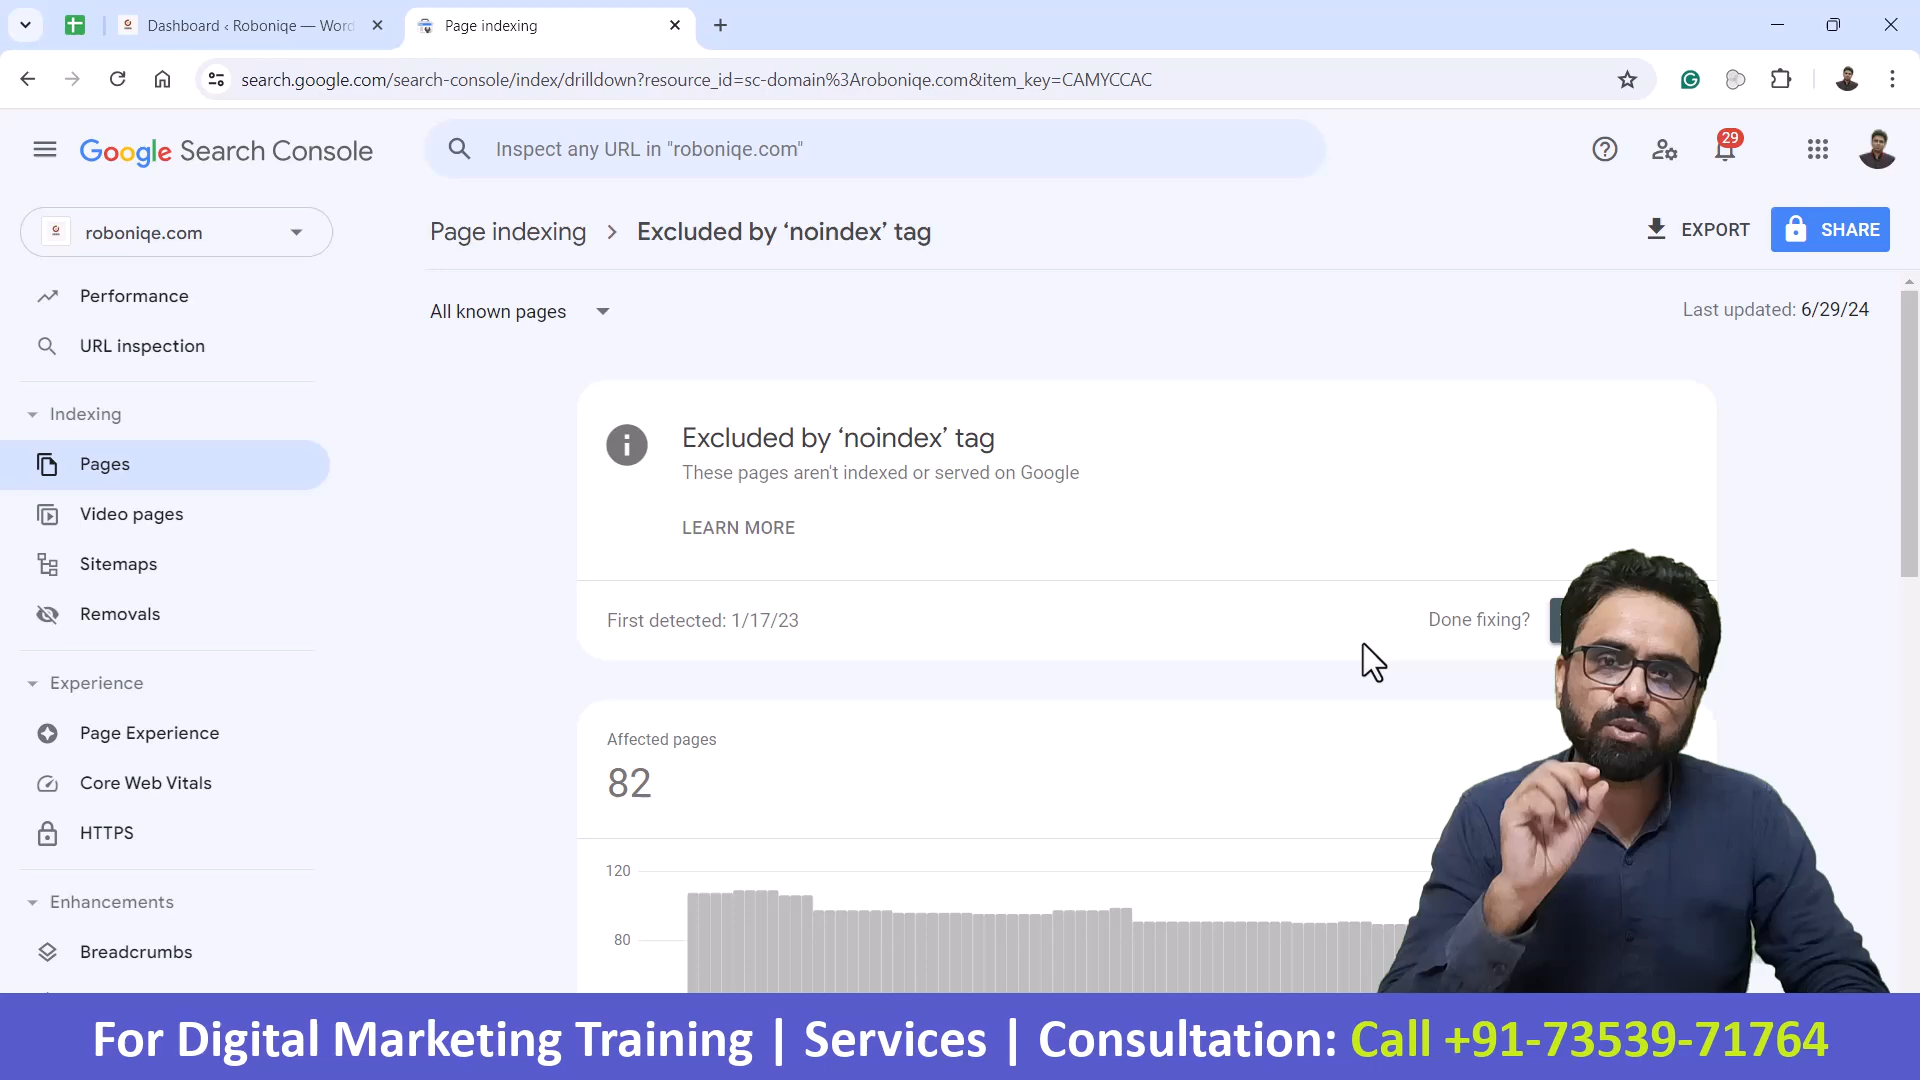 Dashboard ‹ Roboniqe — Word
Page indexing
search.google.com/search-console/index/drilldown?resource_id=sc-domain%3Aroboniqe.com&item_key=CAMYCCAC
Google Search Console
Inspect any URL in "roboniqe.com"
29
roboniqe.com
Page indexing > Excluded by ‘noindex’ tag
EXPORT
SHARE
Performance
URL inspection
Indexing
Pages
Video pages
Sitemaps
Removals
Experience
Page Experience
Core Web Vitals
HTTPS
Enhancements
Breadcrumbs
All known pages
Last updated: 6/29/24
Excluded by ‘noindex’ tag
These pages aren't indexed or served on Google
LEARN MORE
First detected: 1/17/23
Done fixing?
Affected pages
82
120
80
For Digital Marketing Training | Services | Consultation: Call +91-73539-71764